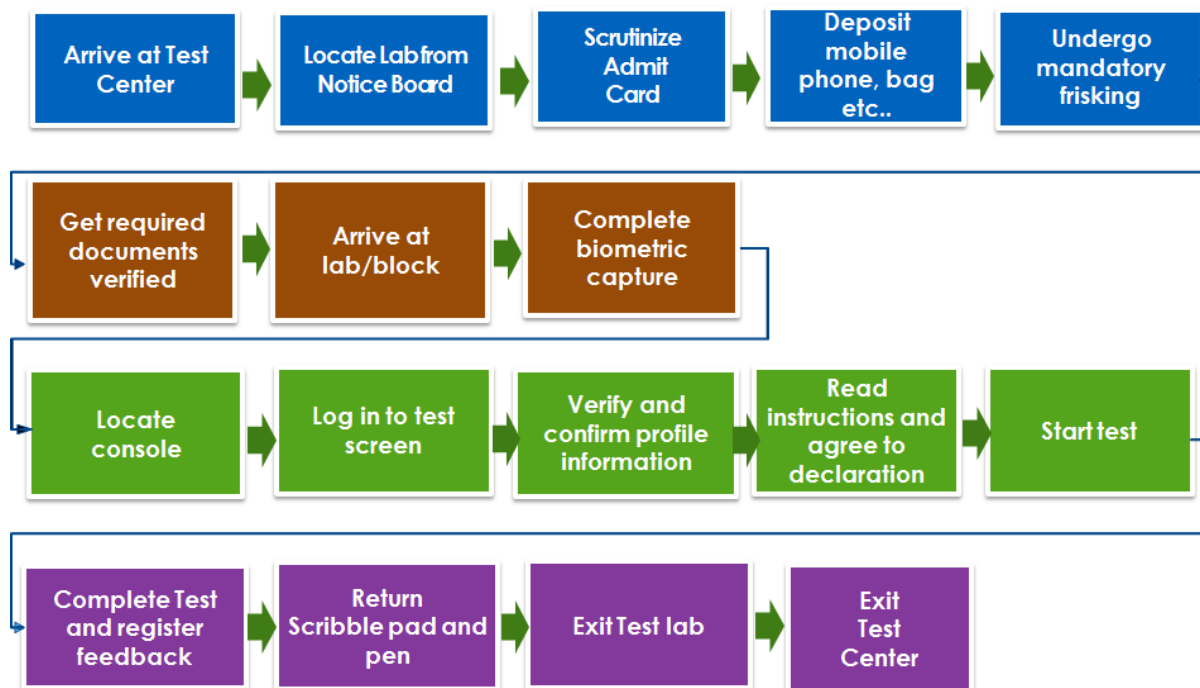 Arrive at Test
Center
Locate Lab from
Notice Board
Scrutinize
Admit
Card
Deposit
mobile
phone, bag
etc..
Undergo
mandatory
frisking
Get required
documents
verified
Arrive at
lab/block
Complete
biometric
capture
Locate
console
Log in to test
screen
Verify and
confirm profile
information
Read
instructions and
agree to
declaration
Start test
Complete Test
and register
feedback
Return
Scribble pad and
pen
Exit Test lab
Exit
Test
Center